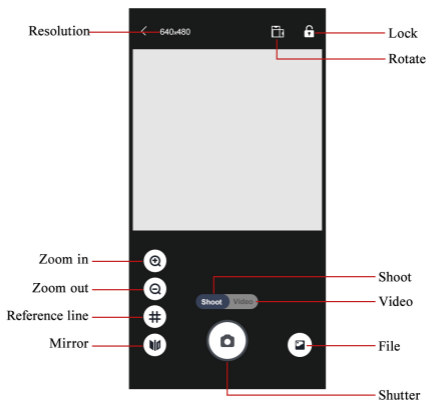 Resolution
640x480
Lock
Rotate
Zoom in
Zoom out
Reference line
Mirror
Shoot
Video
Shoot
Video
File
Shutter